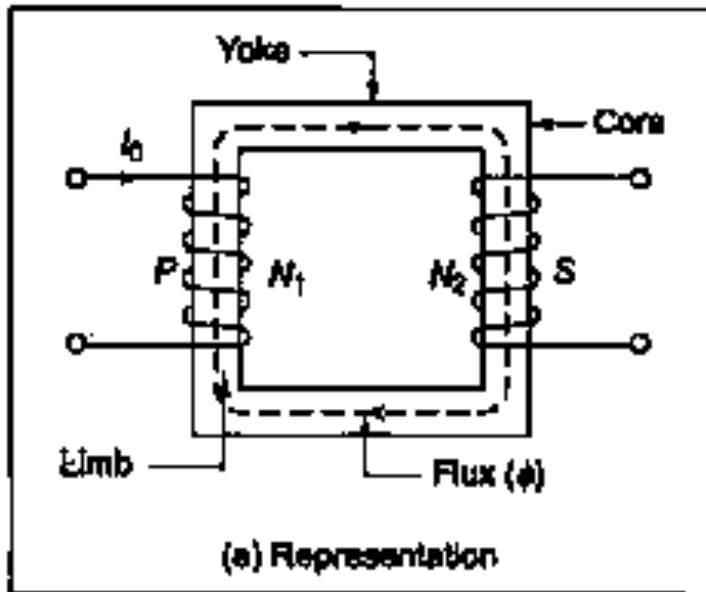 Yoke
Core
I₀
P N₁ N₂ S
Limb
Flux (φ)
(a) Representation